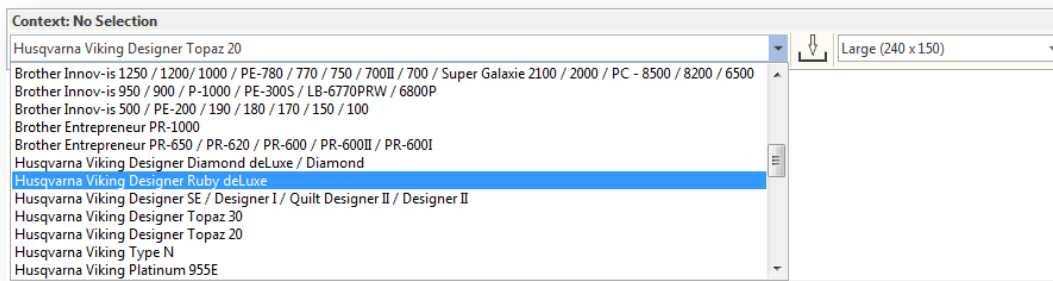 Context: No Selection
Husqvarna Viking Designer Topaz 20 Large (240 x 150)
Brother Innov-is 1250 / 1200/ 1000 / PE-780 / 770 / 750 / 700II / 700 / Super Galaxie 2100 / 2000 / PC - 8500 / 8200 / 6500
Brother Innov-is 950 / 900 / P-1000 / PE-300S / LB-6770PRW / 6800P
Brother Innov-is 500 / PE-200 / 190 / 180 / 170 / 150 / 100
Brother Entrepreneur PR-1000
Brother Entrepreneur PR-650 / PR-620 / PR-600 / PR-600II / PR-600I
Husqvarna Viking Designer Diamond deLuxe / Diamond
Husqvarna Viking Designer Ruby deLuxe
Husqvarna Viking Designer SE / Designer I / Quilt Designer II / Designer II
Husqvarna Viking Designer Topaz 30
Husqvarna Viking Designer Topaz 20
Husqvarna Viking Type N
Husqvarna Viking Platinum 955E